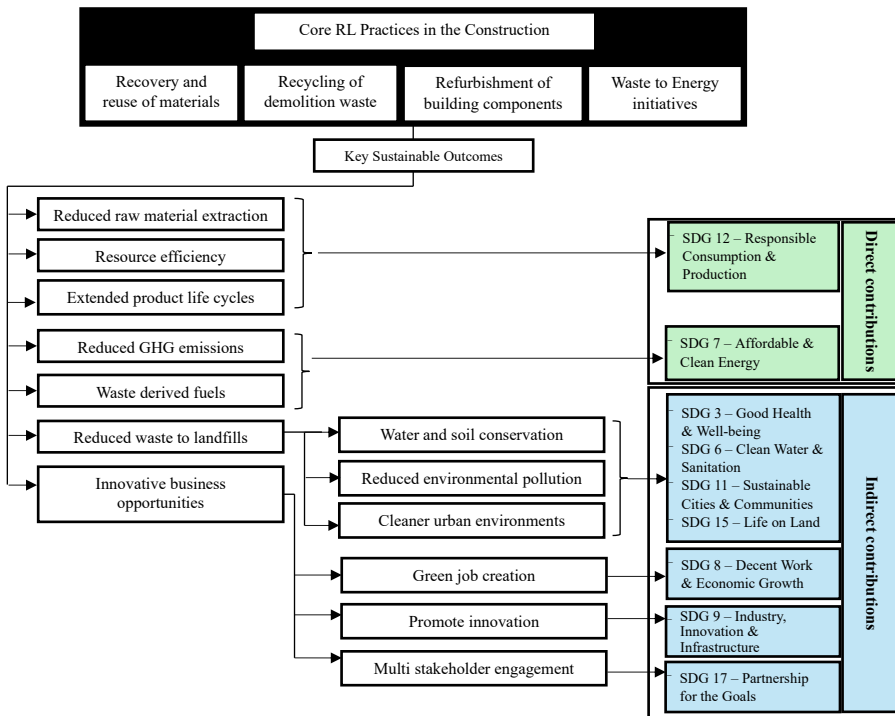 Core RL Practices in the Construction
Recovery and
reuse of materials
Recycling of
demolition waste
Refurbishment of
building components
Waste to Energy
initiatives
Key Sustainable Outcomes
Reduced raw material extraction
Resource efficiency
Extended product life cycles
Reduced GHG emissions
Waste derived fuels
Reduced waste to landfills
Innovative business
opportunities
Water and soil conservation
Reduced environmental pollution
Cleaner urban environments
Green job creation
Promote innovation
Multi stakeholder engagement
SDG 12 – Responsible
Consumption &
Production
SDG 7 – Affordable &
Clean Energy
Direct contributions
SDG 3 – Good Health
& Well-being
SDG 6 – Clean Water &
Sanitation
SDG 11 – Sustainable
Cities & Communities
SDG 15 – Life on Land
SDG 8 – Decent Work
& Economic Growth
SDG 9 – Industry,
Innovation &
Infrastructure
SDG 17 – Partnership
for the Goals
Indirect contributions